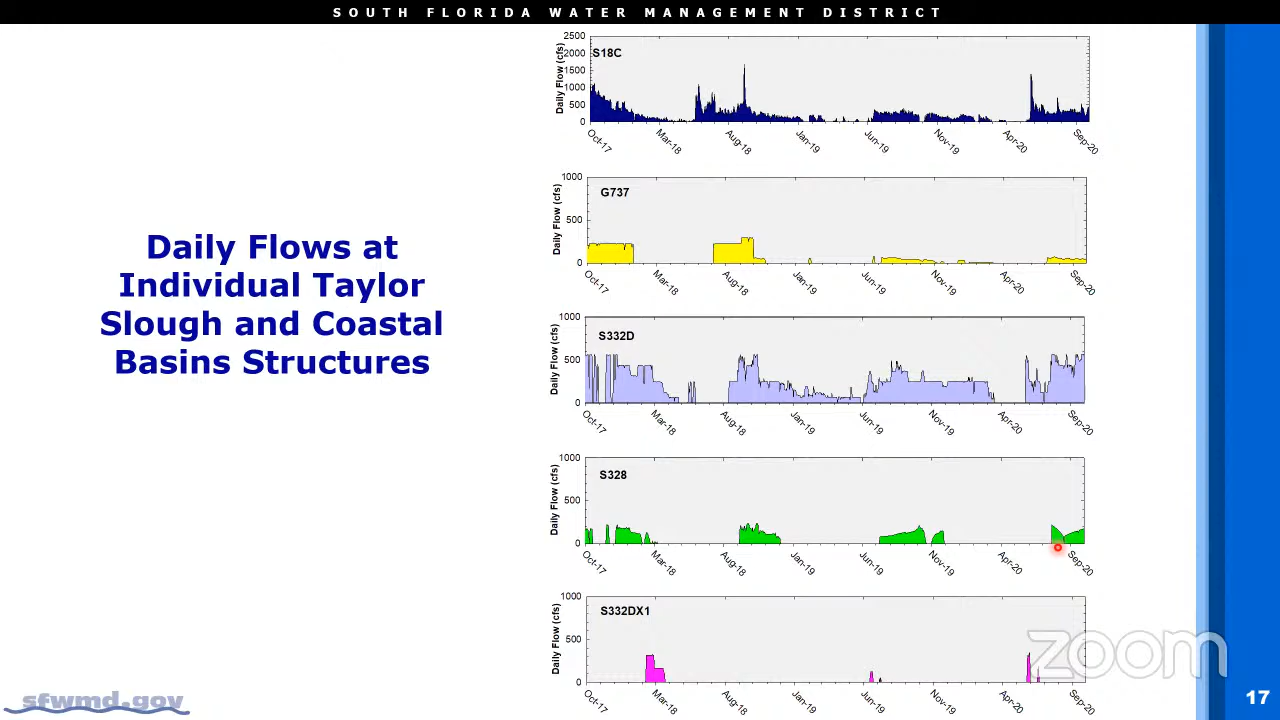 SOUTH FLORIDA WATER MANAGEMENT DISTRICT
Daily Flows at
Individual Taylor
Slough and Coastal
Basins Structures
S18C
Daily Flow (cfs)
2500
2000
1500
1000
500
0
Oct-17 Mar-18 Aug-18 Jan-19 Jun-19 Nov-19 Apr-20 Sep-20
G737
Daily Flow (cfs)
1000
500
0
Oct-17 Mar-18 Aug-18 Jan-19 Jun-19 Nov-19 Apr-20 Sep-20
S332D
Daily Flow (cfs)
1000
500
0
Oct-17 Mar-18 Aug-18 Jan-19 Jun-19 Nov-19 Apr-20 Sep-20
S328
Daily Flow (cfs)
1000
500
0
Oct-17 Mar-18 Aug-18 Jan-19 Jun-19 Nov-19 Apr-20 Sep-20
S332DX1
Daily Flow (cfs)
1000
500
0
Oct-17 Mar-18 Aug-18 Jan-19 Jun-19 Nov-19 Apr-20 Sep-20
zoom
sfwmd.gov
17